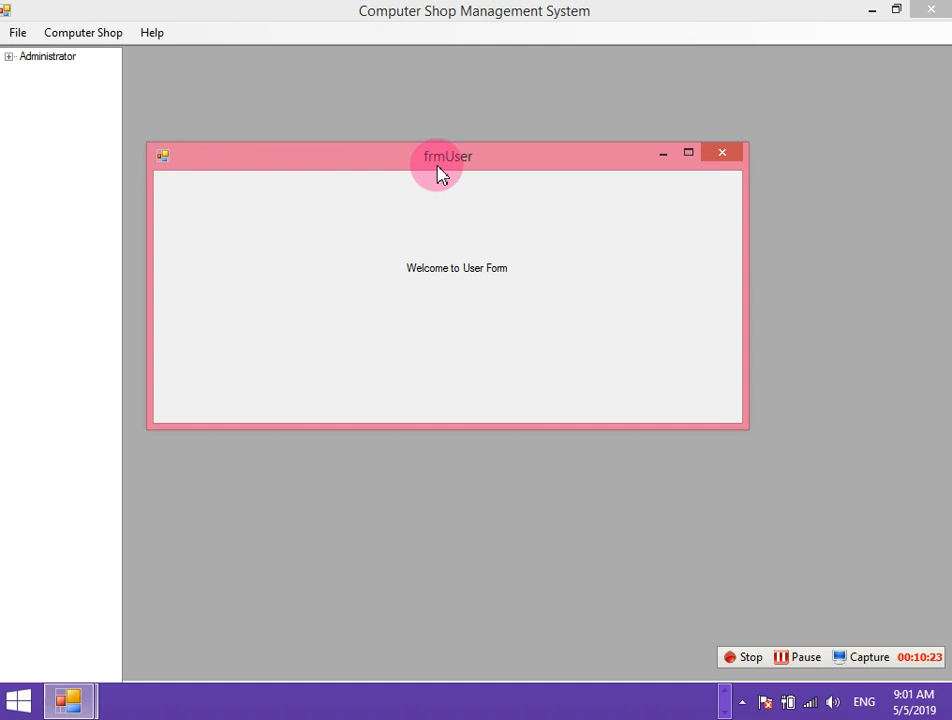 Computer Shop Management System
File Computer Shop Help
Administrator
frmUser
Welcome to User Form
Stop Pause Capture 00:10:23
ENG
9:01 AM
5/5/2019